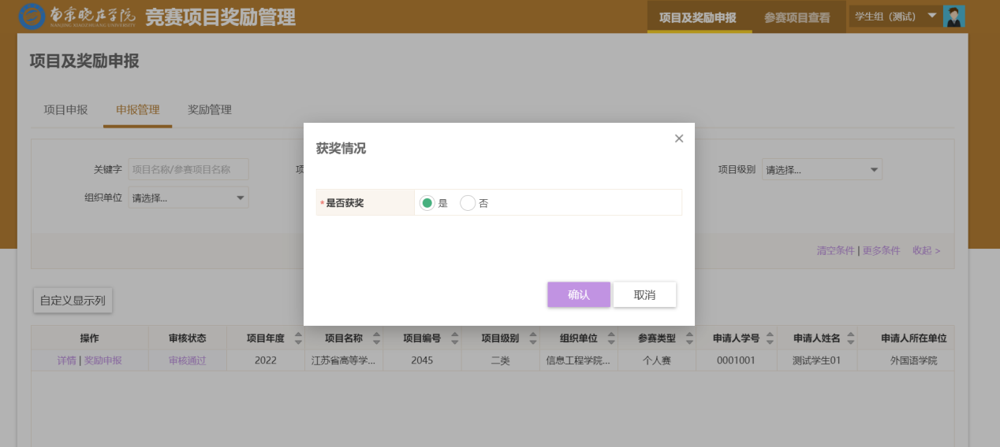 南京晓庄学院 竞赛项目奖励管理 项目及奖励申报 参赛项目查看 学生组（测试）
NANJING XIAOZHUANG UNIVERSITY
项目及奖励申报
项目申报 申报管理 奖励管理
获奖情况
关键字 项目名称/参赛项目名称 项 项目级别 请选择...
组织单位 请选择...
*是否获奖 是 否
清空条件 | 更多条件 收起 >
确认 取消
自定义显示列
操作 审核状态 项目年度 项目名称 项目编号 项目级别 组织单位 参赛类型 申请人学号 申请人姓名 申请人所在单位
详情 | 奖励申报 审核通过 2022 江苏省高等学... 2045 二类 信息工程学院... 个人赛 0001001 测试学生01 外国语学院